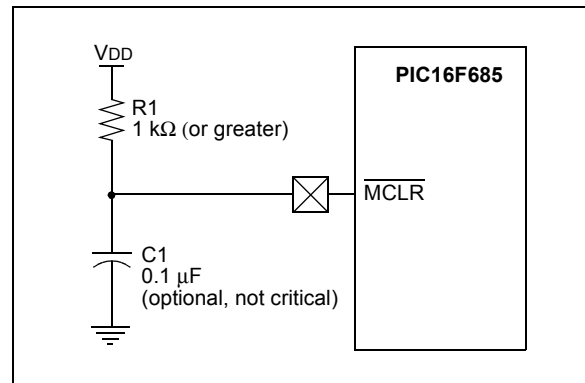 VDD
PIC16F685
R1
1 kΩ (or greater)
MCLR
C1
0.1 μF
(optional, not critical)